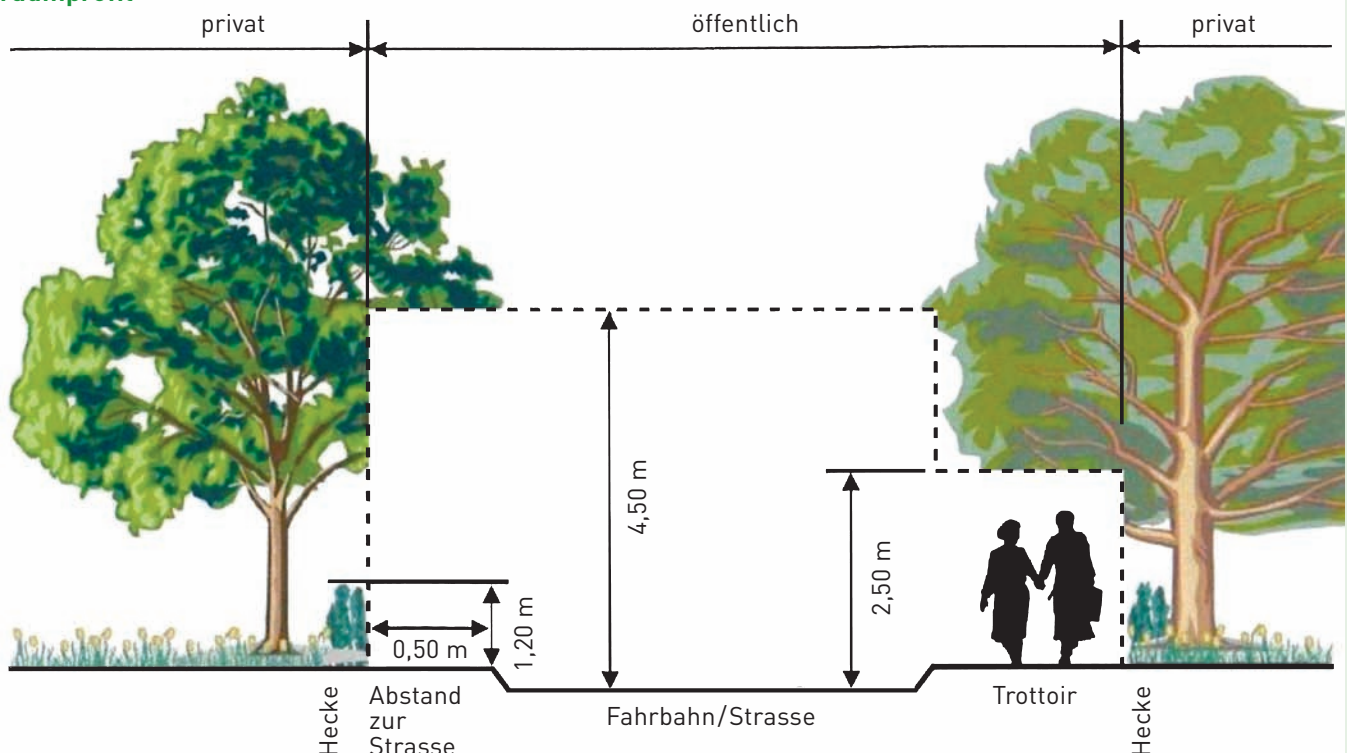 privat
öffentlich
privat
4,50 m
2,50 m
1,20 m
0,50 m
Hecke
Abstand
zur
Strasse
Fahrbahn/Strasse
Trottoir
Hecke